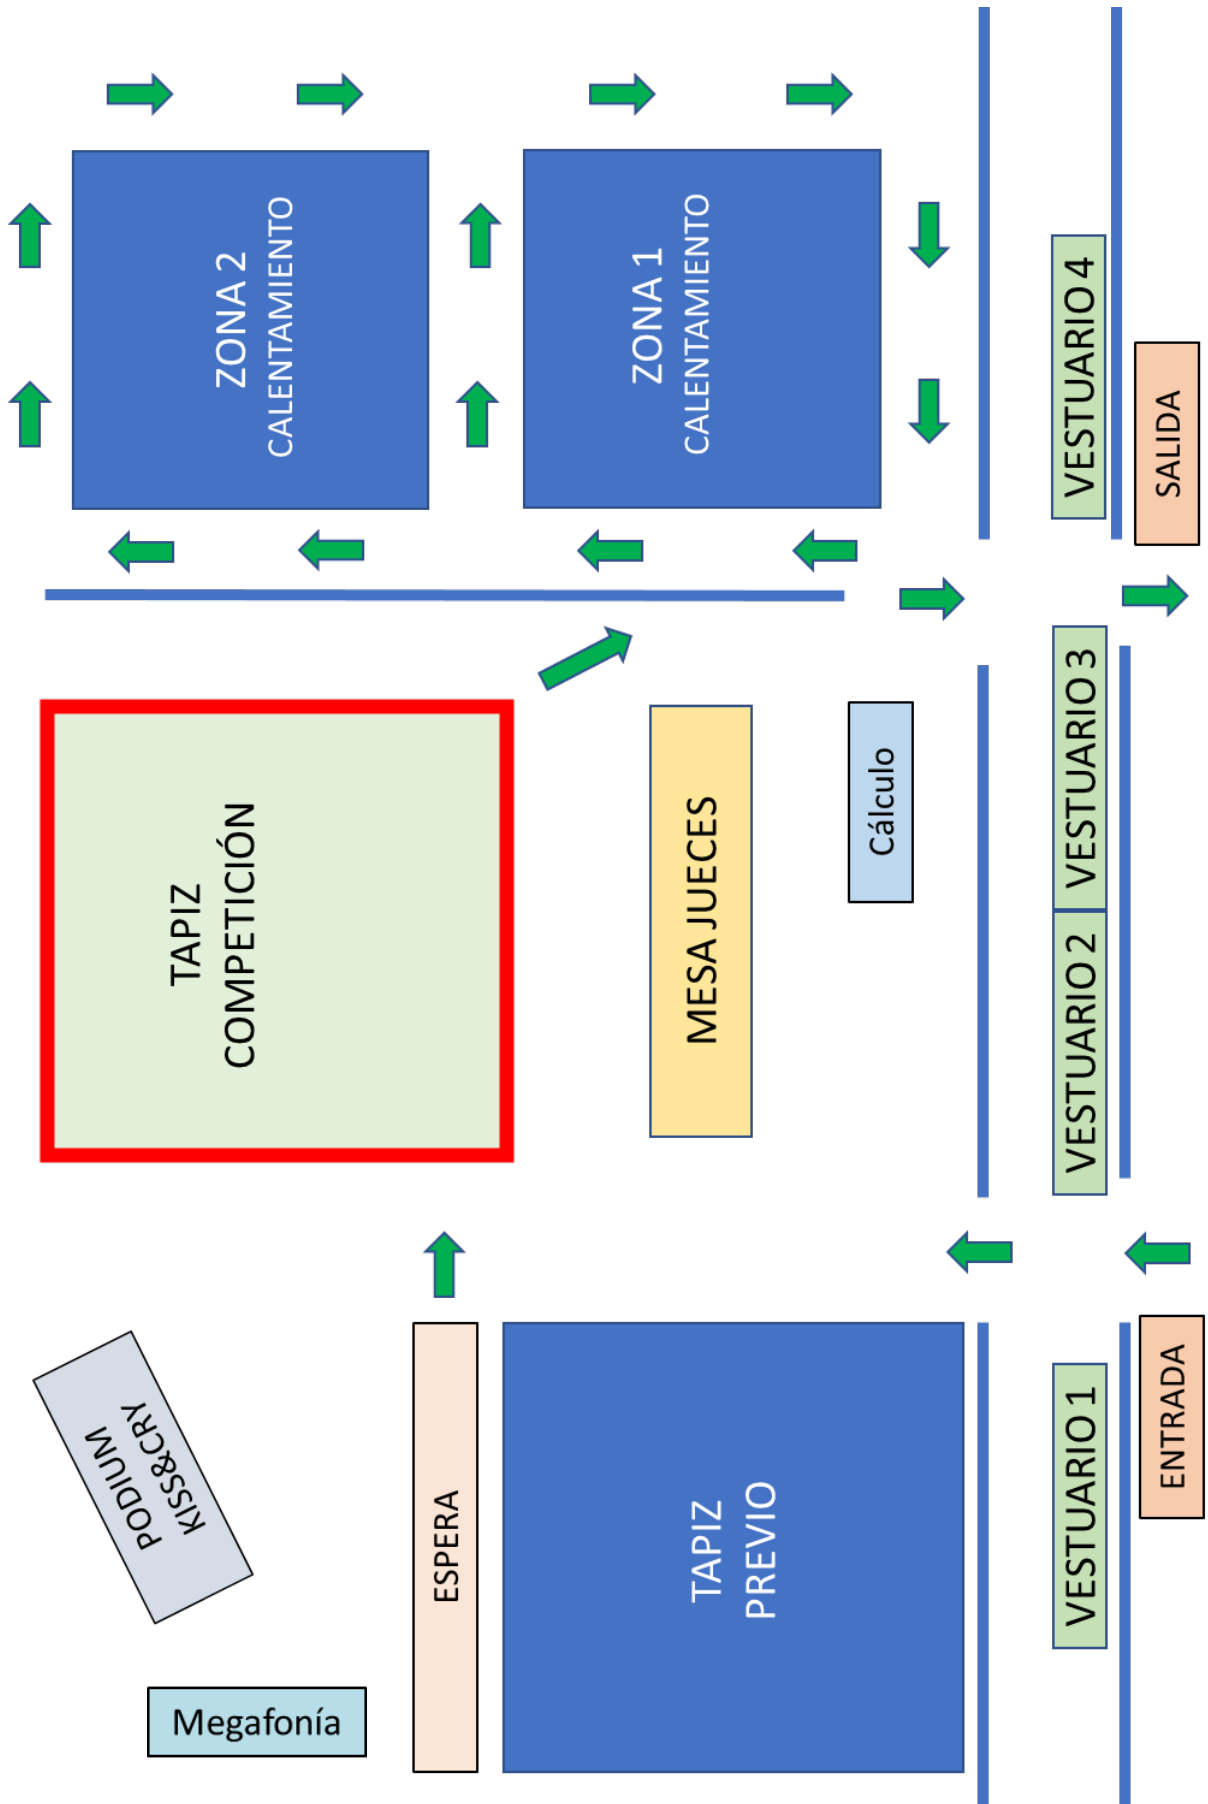 Megafonía
PODIUM
KISS&CRY
TAPIZ
COMPETICIÓN
ZONA 2
CALENTAMIENTO
ESPERA
TAPIZ
PREVIO
MESA JUECES
ZONA 1
CALENTAMIENTO
Cálculo
VESTUARIO 1
VESTUARIO 2
VESTUARIO 3
VESTUARIO 4
ENTRADA
SALIDA